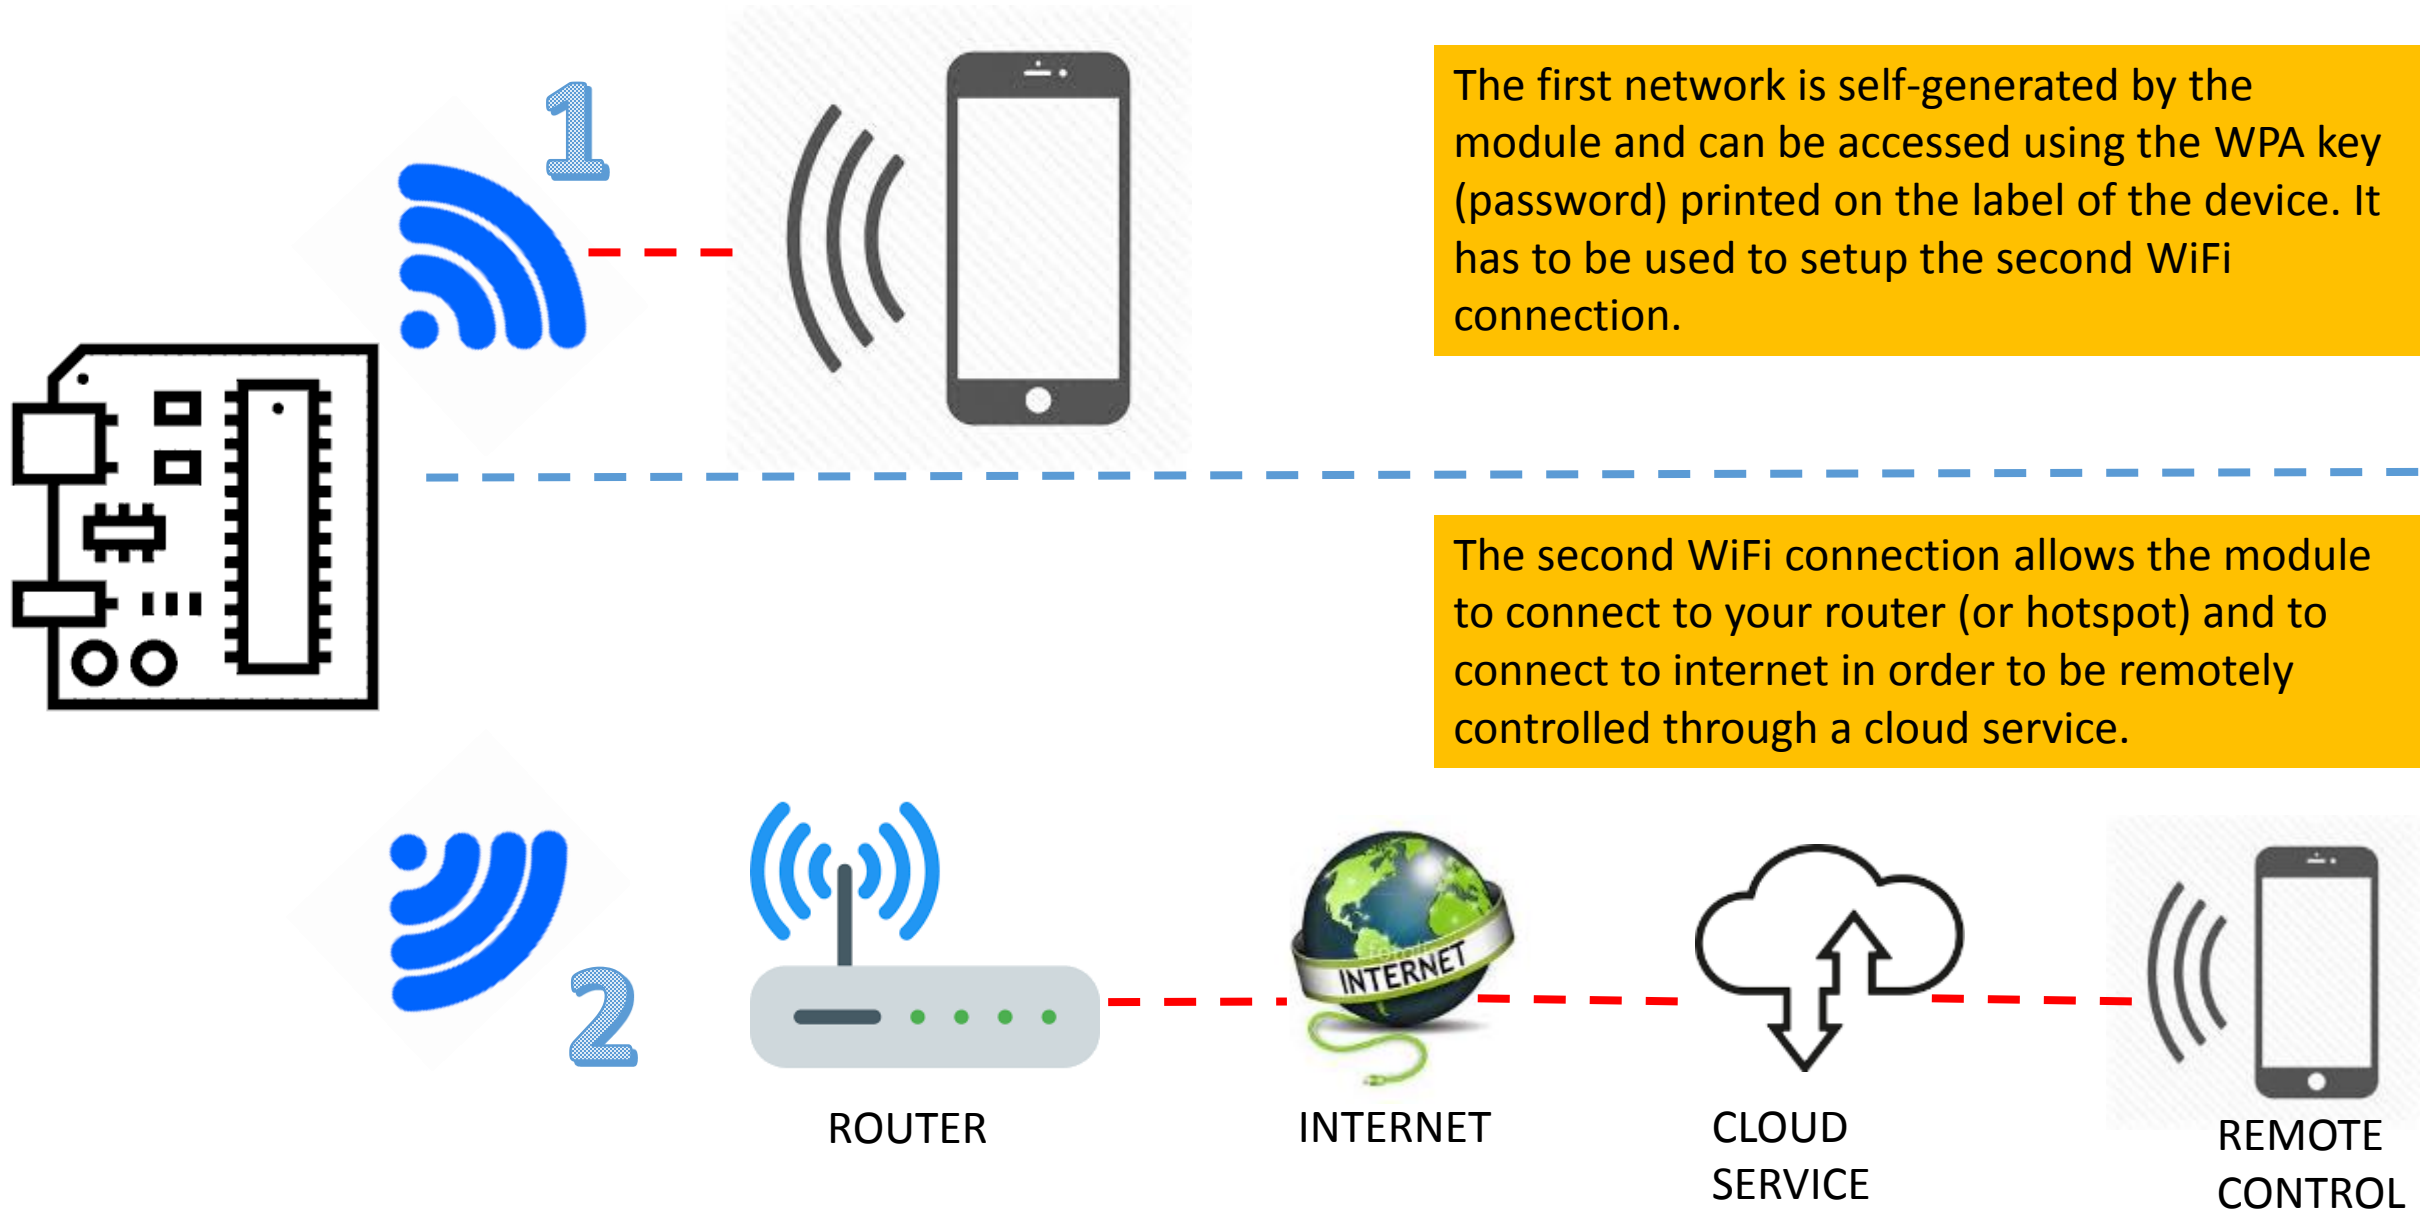 1
The first network is self-generated by the
module and can be accessed using the WPA key
(password) printed on the label of the device. It
has to be used to setup the second WiFi
connection.
The second WiFi connection allows the module
to connect to your router (or hotspot) and to
connect to internet in order to be remotely
controlled through a cloud service.
2
INTERNET
ROUTER
INTERNET
CLOUD
SERVICE
REMOTE
CONTROL